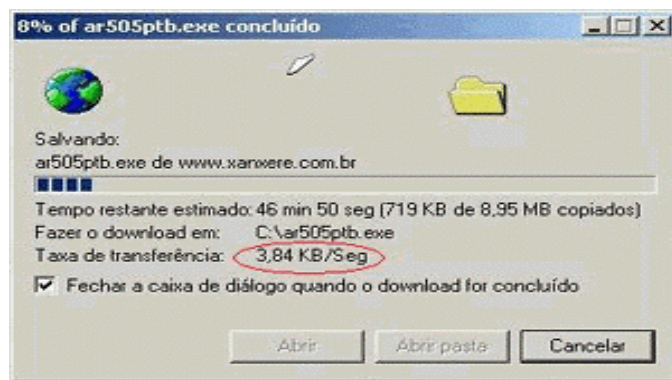 8% of ar505ptb.exe concluído
Salvando:
ar505ptb.exe de www.xanxere.com.br
Tempo restante estimado: 46 min 50 seg (719 KB de 8,95 MB copiados)
Fazer o download em: C:\ar505ptb.exe
Taxa de transferência: 3,84 KB/Seg
Fechar a caixa de diálogo quando o download for concluído
Abrir Abrir pasta Cancelar